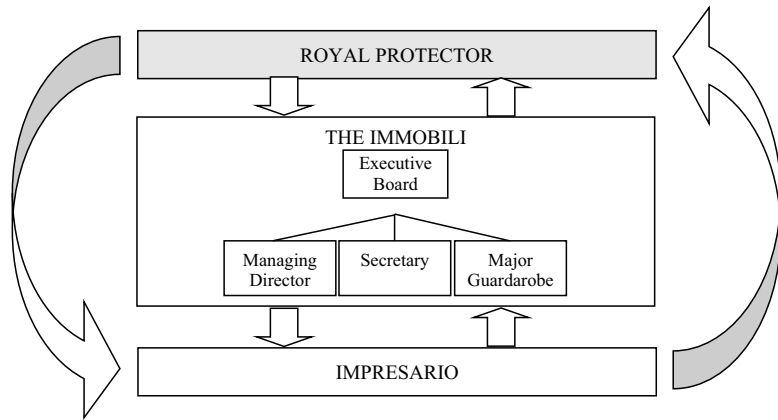 ROYAL PROTECTOR
THE IMMOBILI
Executive
Board
Managing
Director
Secretary
Major
Guardarobe
IMPRESARIO